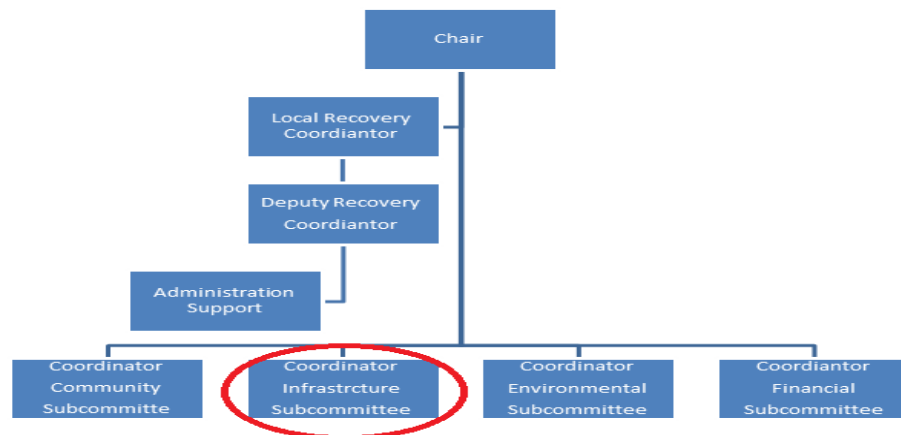 Chair
Local Recovery
Coordiantor
Deputy Recovery
Coordiantor
Administration
Support
Coordinator
Community
Subcommitte
Coordinator
Infrastrcture
Subcommittee
Coordinator
Environmental
Subcommittee
Coordiantor
Financial
Subcommittee